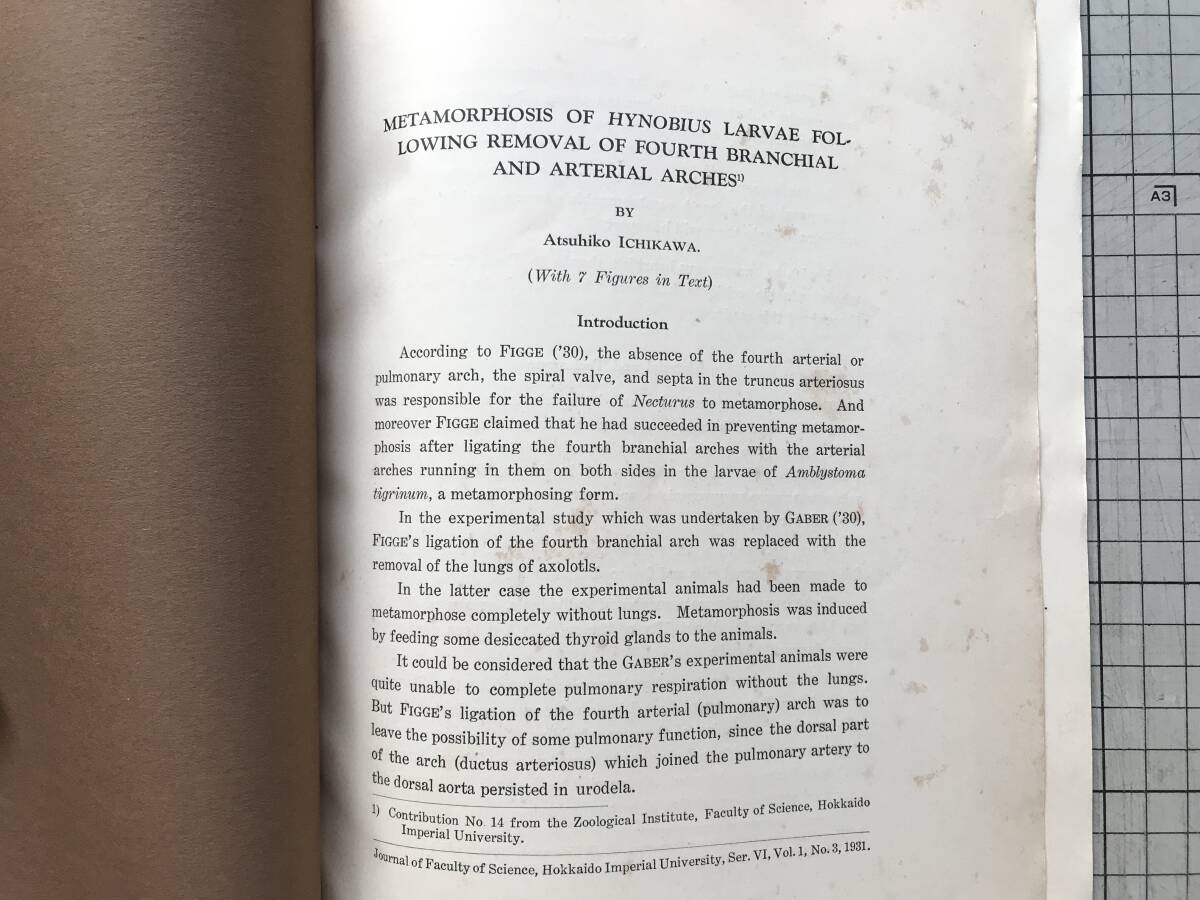 METAMORPHOSIS OF HYNOBIUS LARVAE FOL-
LOWING REMOVAL OF FOURTH BRANCHIAL
AND ARTERIAL ARCHES¹⁾
BY
Atsuhiko ICHIKAWA.
(With 7 Figures in Text)
Introduction
According to FIGGE ('30), the absence of the fourth arterial or
pulmonary arch, the spiral valve, and septa in the truncus arteriosus
was responsible for the failure of Necturus to metamorphose. And
moreover FIGGE claimed that he had succeeded in preventing metamor-
phosis after ligating the fourth branchial arches with the arterial
arches running in them on both sides in the larvae of Amblystoma
tigrinum, a metamorphosing form.
In the experimental study which was undertaken by GABER ('30),
FIGGE's ligation of the fourth branchial arch was replaced with the
removal of the lungs of axolotls.
In the latter case the experimental animals had been made to
metamorphose completely without lungs. Metamorphosis was induced
by feeding some desiccated thyroid glands to the animals.
It could be considered that the GABER's experimental animals were
quite unable to complete pulmonary respiration without the lungs.
But FIGGE's ligation of the fourth arterial (pulmonary) arch was to
leave the possibility of some pulmonary function, since the dorsal part
of the arch (ductus arteriosus) which joined the pulmonary artery to
the dorsal aorta persisted in urodela.
1) Contribution No. 14 from the Zoological Institute, Faculty of Science, Hokkaido
Imperial University.
Journal of Faculty of Science, Hokkaido Imperial University, Ser. VI, Vol. 1, No. 3, 1931.
A3